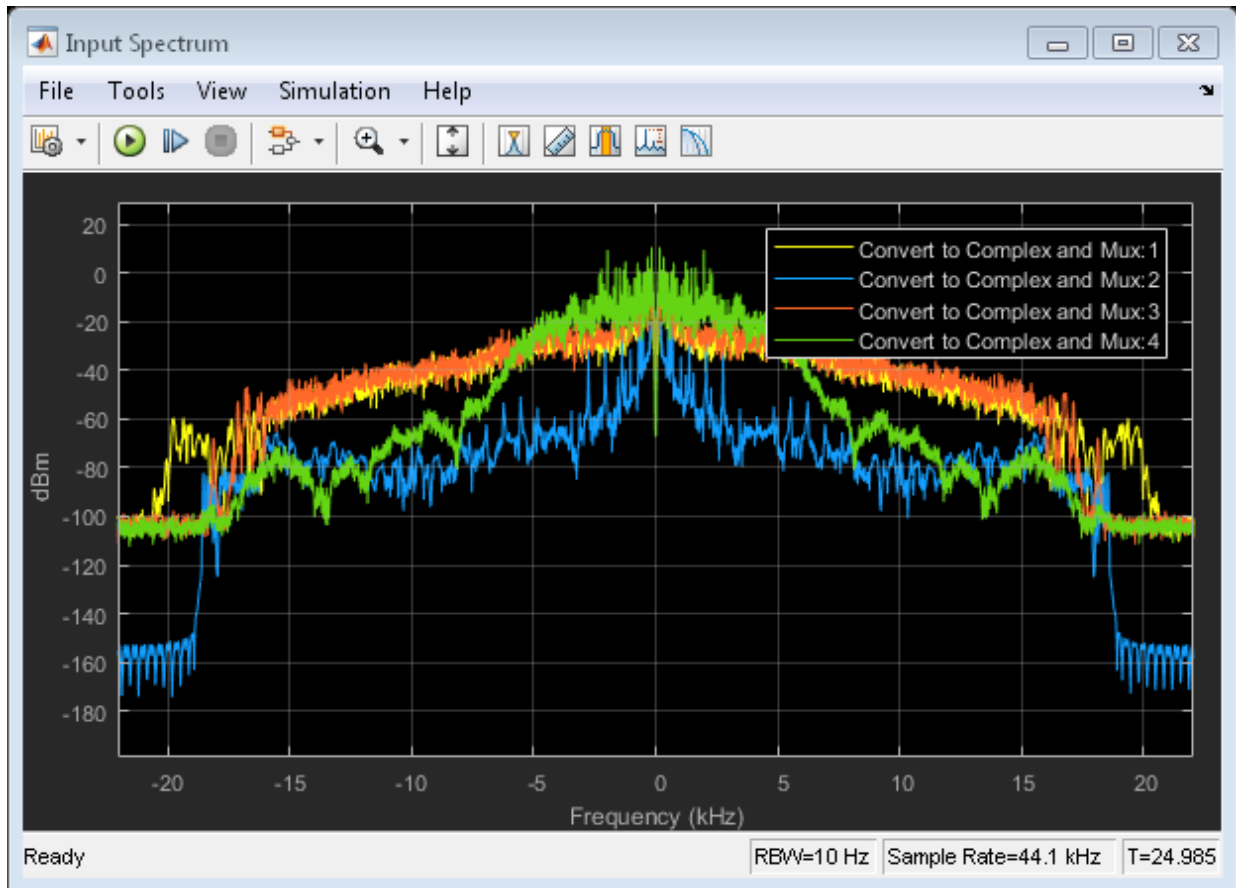 Input Spectrum
File Tools View Simulation Help
20
0
-20
-40
-60
-80
-100
-120
-140
-160
-180
dBm
Convert to Complex and Mux:1
Convert to Complex and Mux:2
Convert to Complex and Mux:3
Convert to Complex and Mux:4
-20 -15 -10 -5 0 5 10 15 20
Frequency (kHz)
Ready RBW=10 Hz Sample Rate=44.1 kHz T=24.985